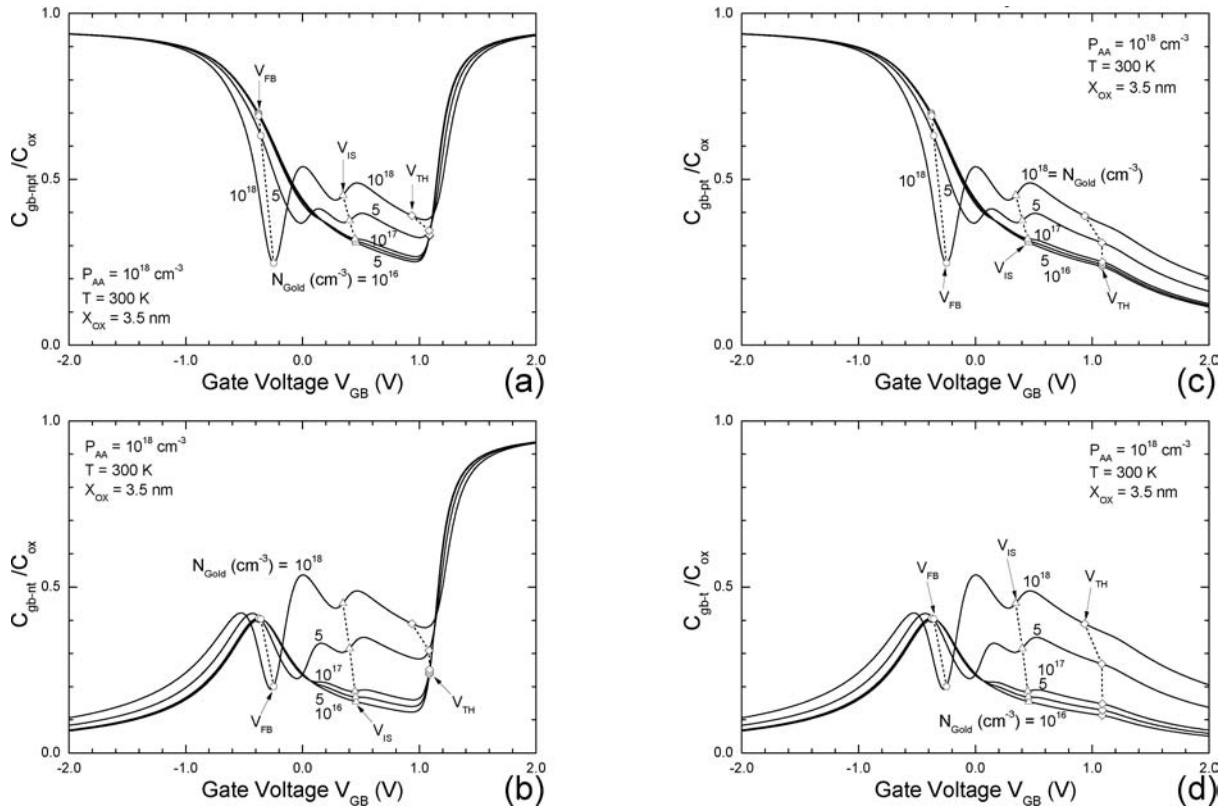 1.0
0.5
0.0
C_gb-npt /C_ox
V_FB
V_IS
V_TH
10^18
5
10^18
5
10^17
5
N_Gold (cm^-3) = 10^16
P_AA = 10^18 cm^-3
T = 300 K
X_OX = 3.5 nm
-2.0 -1.0 0.0 1.0 2.0
Gate Voltage V_GB (V)
(a)
1.0
0.5
0.0
C_gb-pt /C_ox
P_AA = 10^18 cm^-3
T = 300 K
X_OX = 3.5 nm
10^18
5
10^18= N_Gold (cm^-3)
5
10^17
5
10^16
V_IS
V_FB
V_TH
-2.0 -1.0 0.0 1.0 2.0
Gate Voltage V_GB (V)
(c)
1.0
0.5
0.0
C_gb-nt /C_ox
P_AA = 10^18 cm^-3
T = 300 K
X_OX = 3.5 nm
N_Gold (cm^-3) = 10^18
5
10^17
5
10^16
V_FB
V_IS
V_TH
-2.0 -1.0 0.0 1.0 2.0
Gate Voltage V_GB (V)
(b)
1.0
0.5
0.0
C_gb-t /C_ox
P_AA = 10^18 cm^-3
T = 300 K
X_OX = 3.5 nm
V_FB
V_IS
10^18
V_TH
5
10^17
5
N_Gold (cm^-3) = 10^16
-2.0 -1.0 0.0 1.0 2.0
Gate Voltage V_GB (V)
(d)